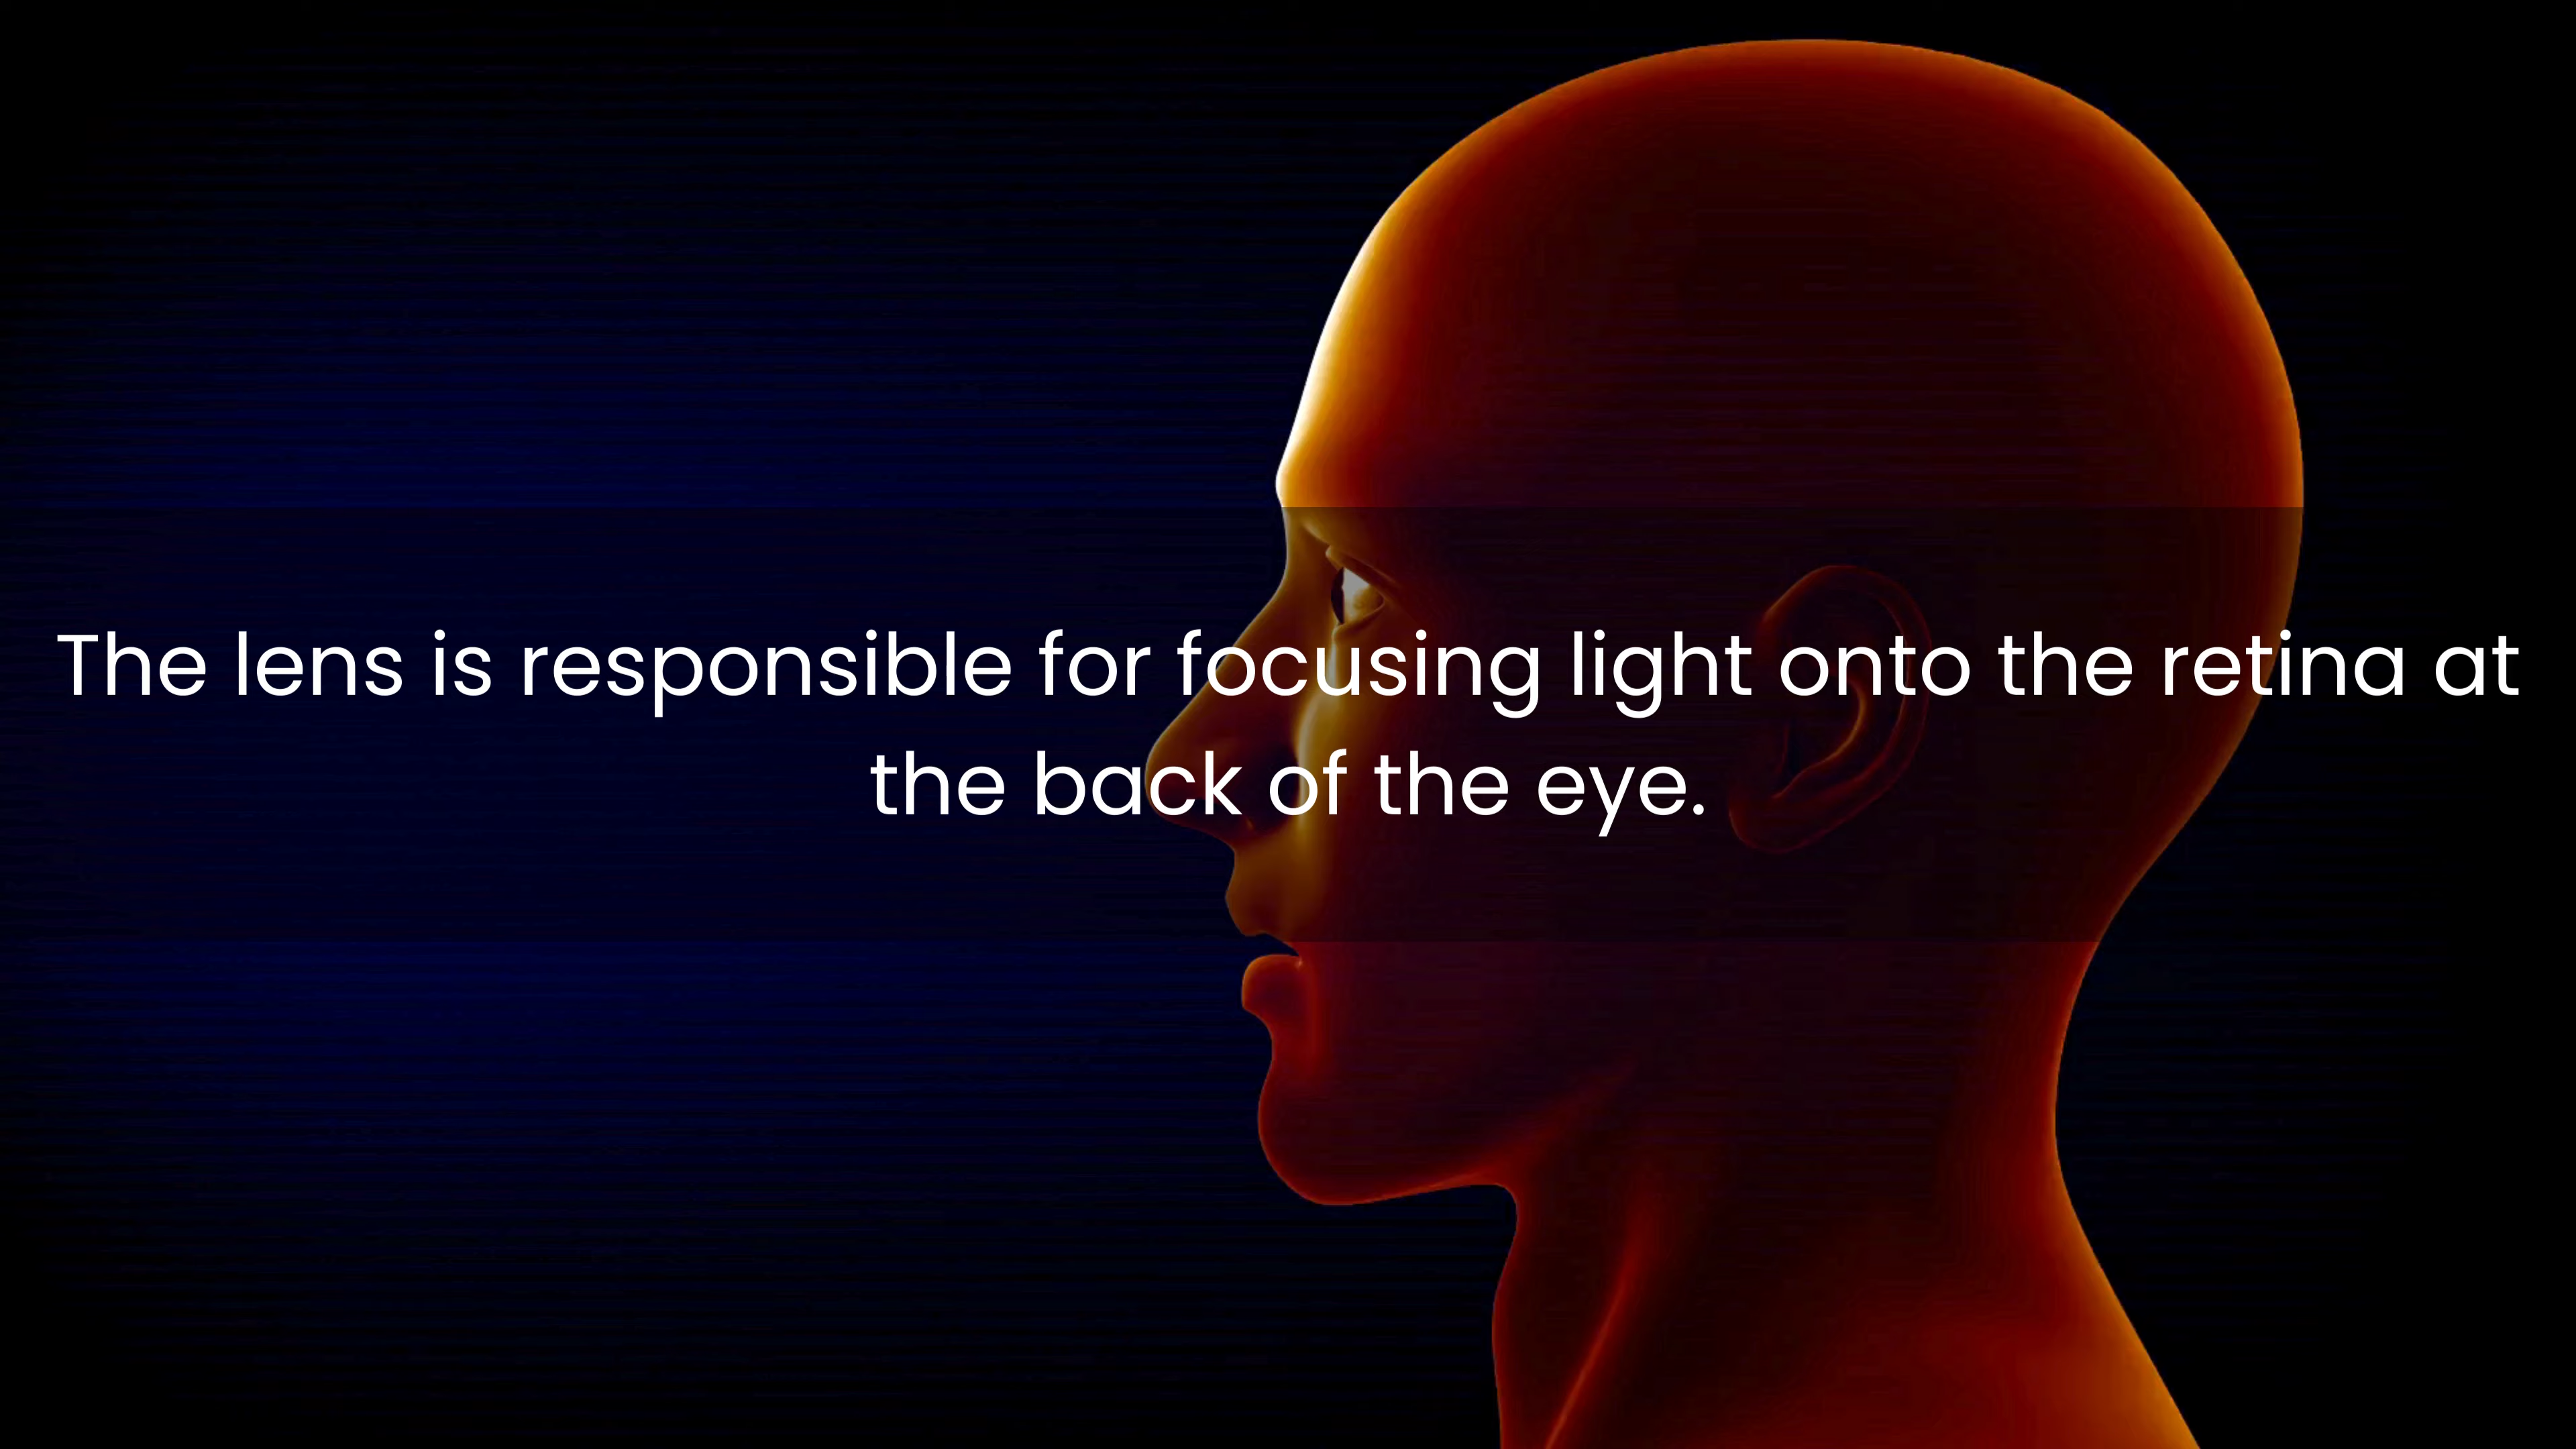 The lens is responsible for focusing light onto the retina at
the back of the eye.